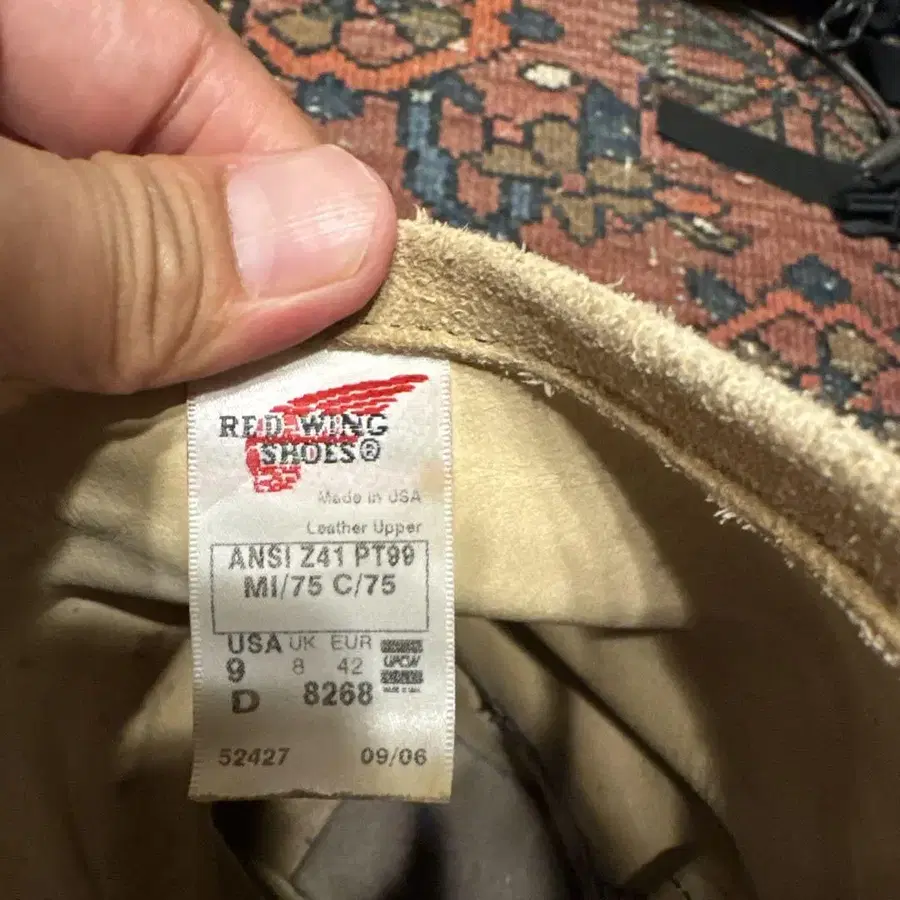 RED WING
SHOES®
Made in USA
Leather Upper
ANSI Z41 PT99
MI/75 C/75
USA UK EUR
9 8 42
D 8268
UFCW
52427 09/06